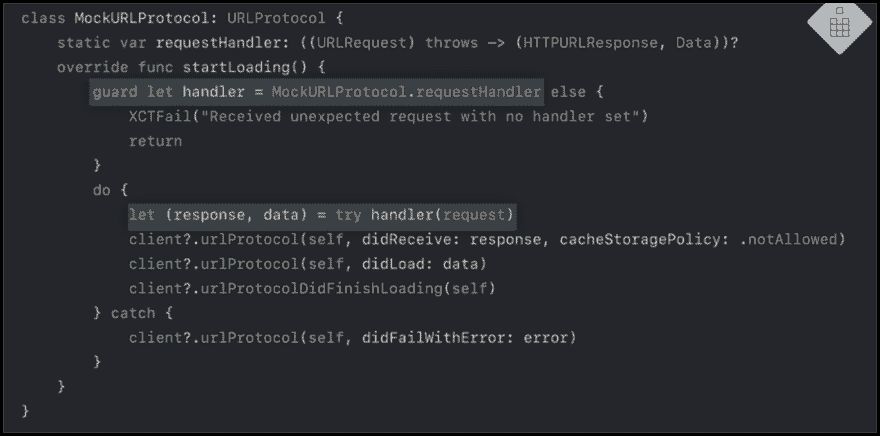 class MockURLProtocol: URLProtocol {
    static var requestHandler: ((URLRequest) throws -> (HTTPURLResponse, Data))?
    override func startLoading() {
        guard let handler = MockURLProtocol.requestHandler else {
            XCTFail("Received unexpected request with no handler set")
            return
        }
        do {
            let (response, data) = try handler(request)
            client?.urlProtocol(self, didReceive: response, cacheStoragePolicy: .notAllowed)
            client?.urlProtocol(self, didLoad: data)
            client?.urlProtocolDidFinishLoading(self)
        } catch {
            client?.urlProtocol(self, didFailWithError: error)
        }
    }
}